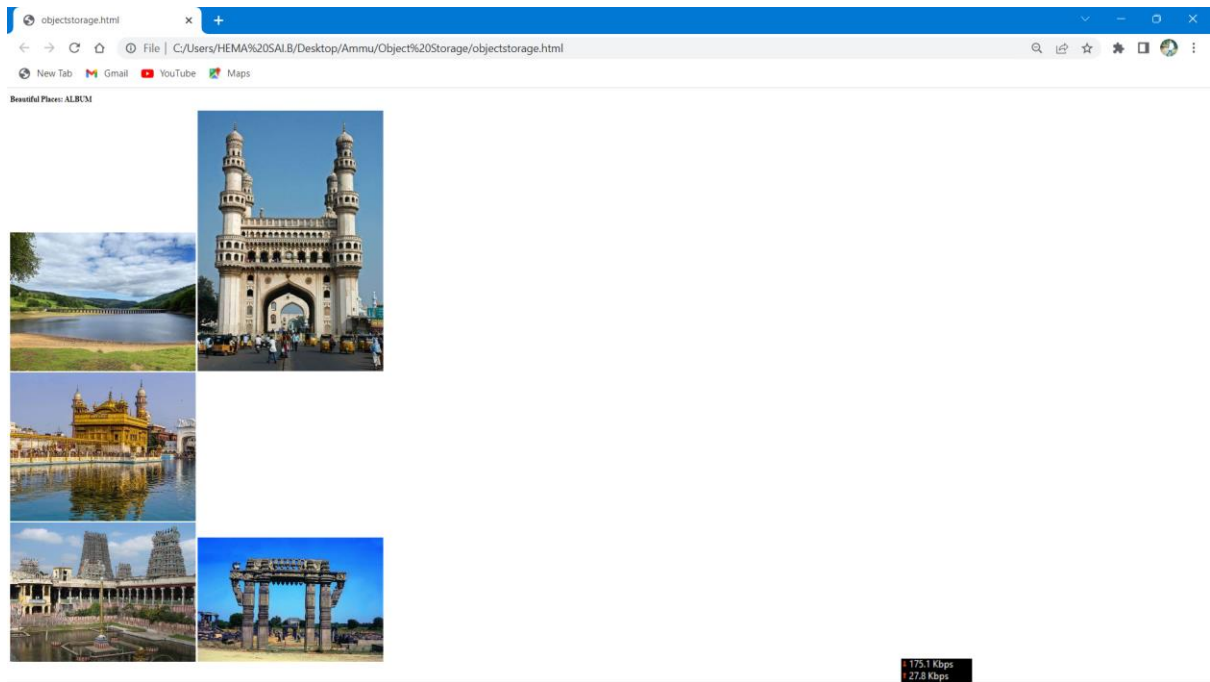 objectstorage.html
File | C:/Users/HEMA%20SAI.B/Desktop/Ammu/Object%20Storage/objectstorage.html
New Tab Gmail YouTube Maps
Beautiful Places: ALBUM
175.1 Kbps
27.8 Kbps